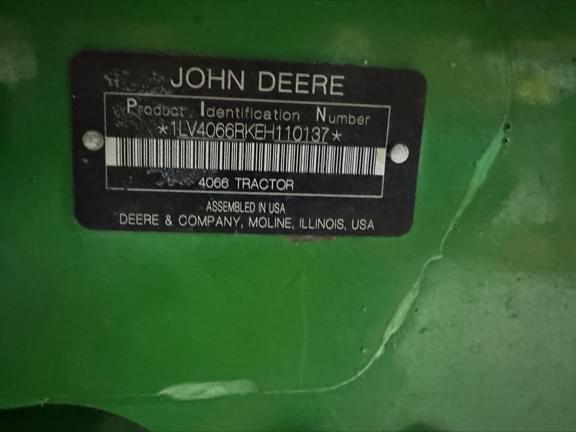 JOHN DEERE
Product Identification Number
*1LV4066RKEH110137*
4066 TRACTOR
ASSEMBLED IN USA
DEERE & COMPANY, MOLINE, ILLINOIS, USA